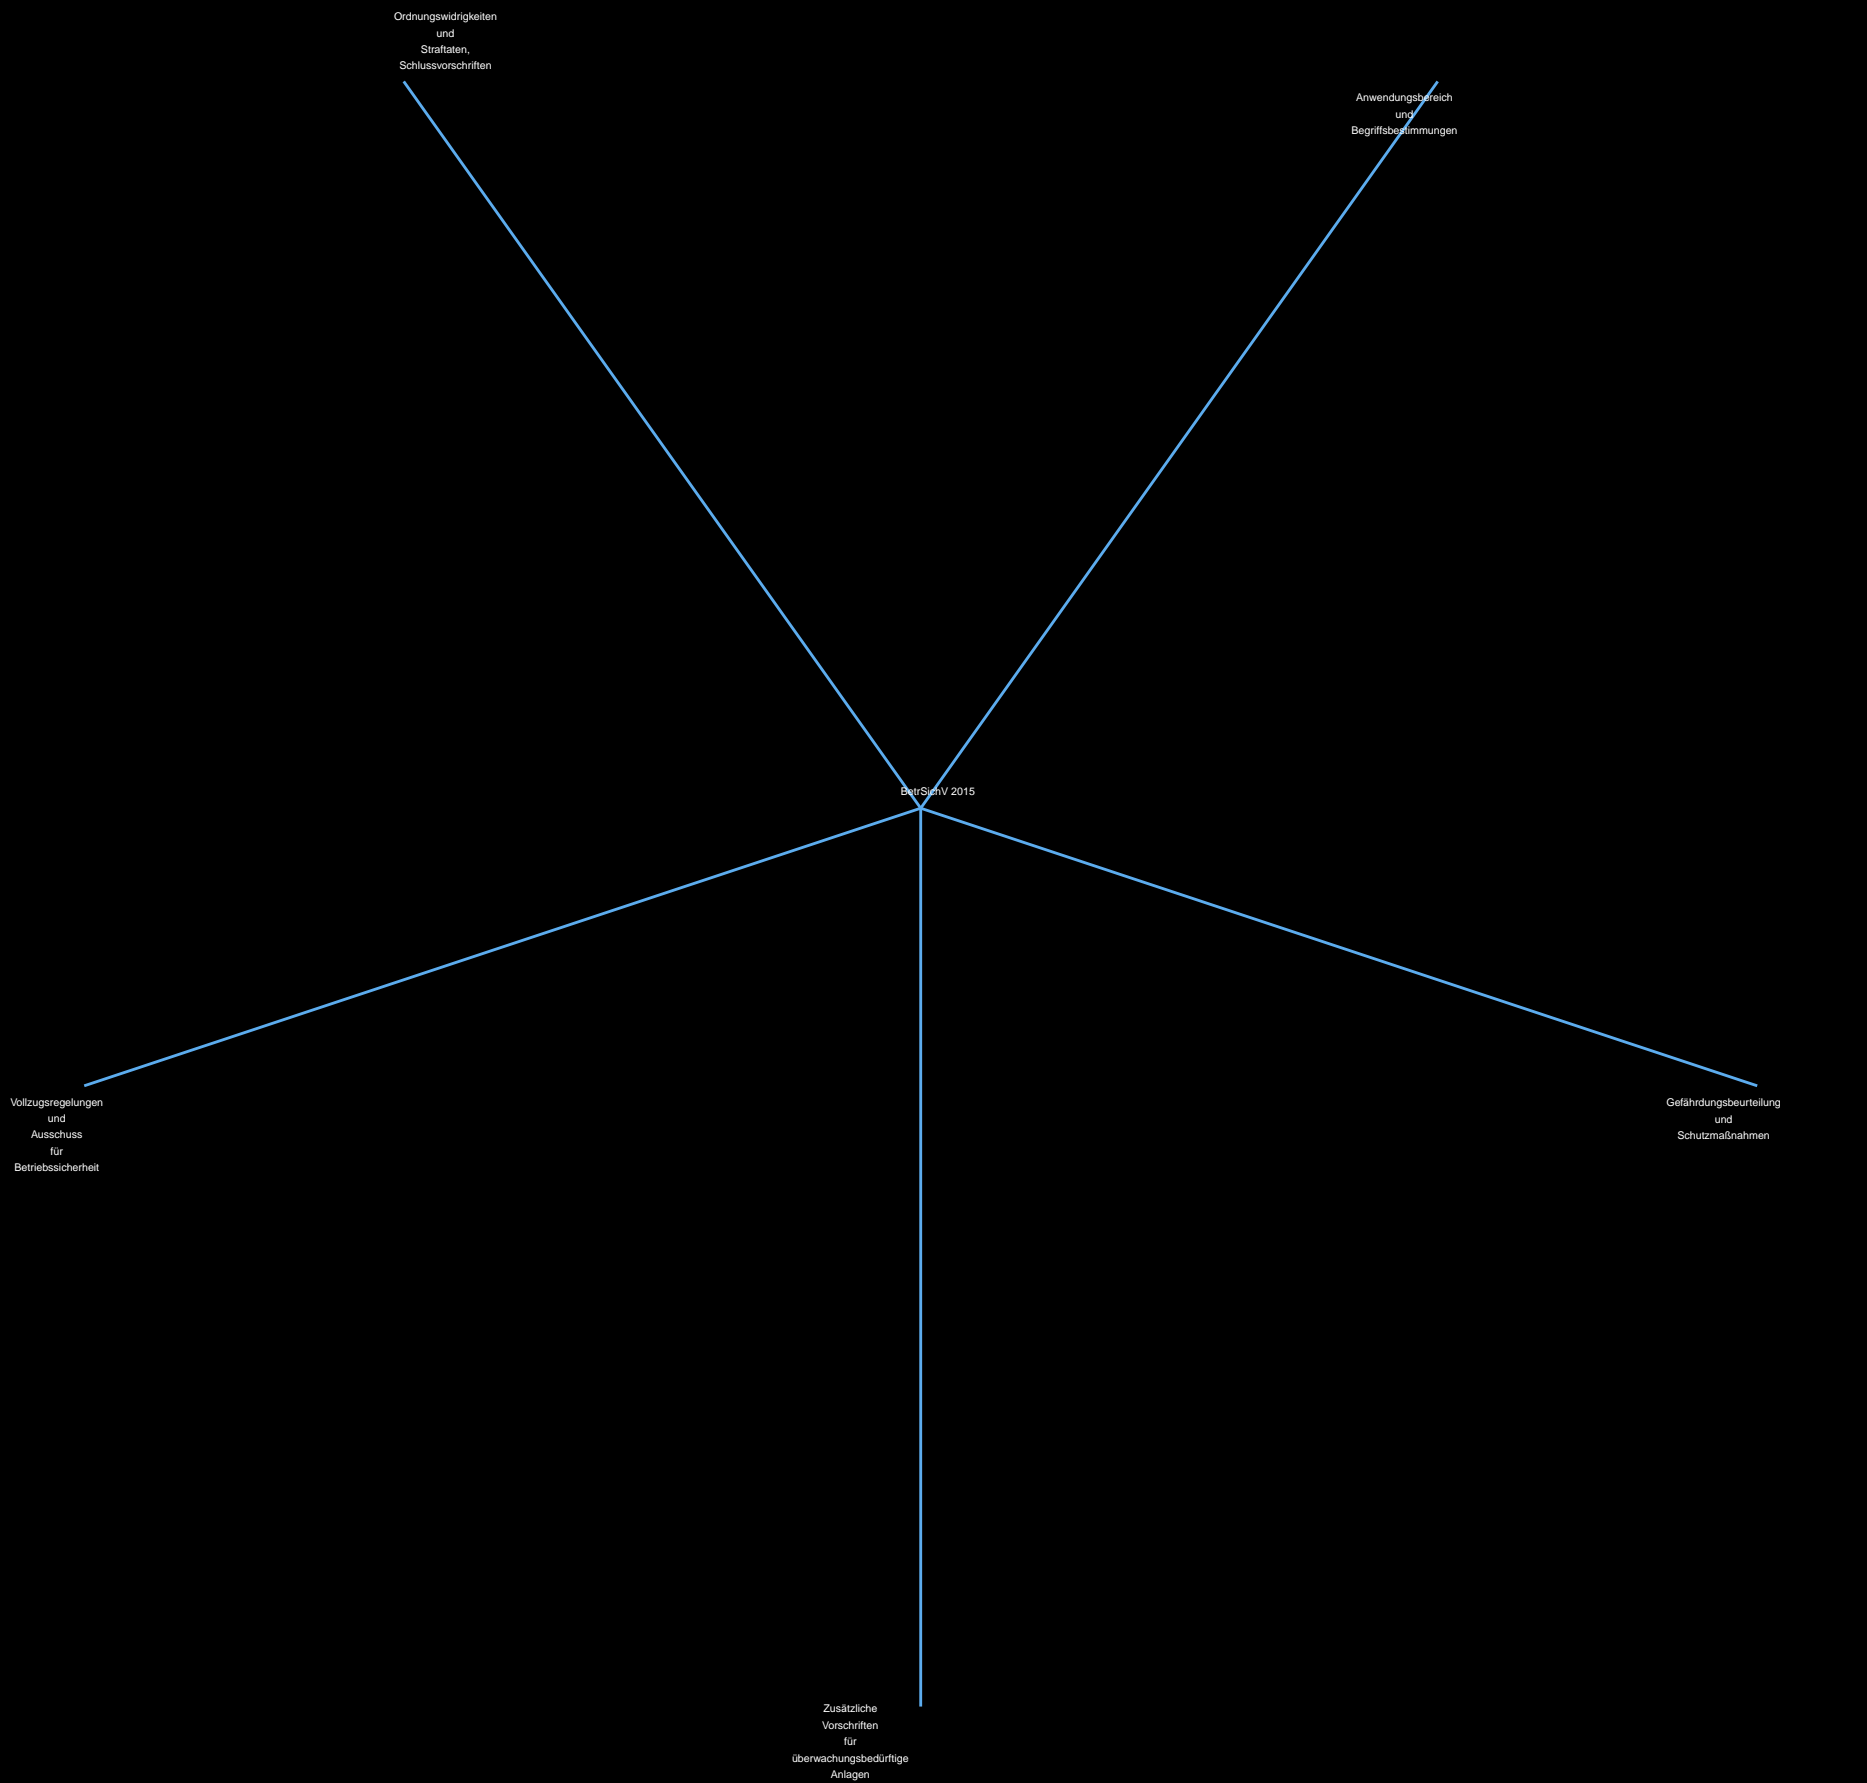 Ordnungswidrigkeiten
und
Straftaten,
Schlussvorschriften
Anwendungsbereich
und
Begriffsbestimmungen
BetrSichV 2015
Vollzugsregelungen
und
Ausschuss
für
Betriebssicherheit
Gefährdungsbeurteilung
und
Schutzmaßnahmen
Zusätzliche
Vorschriften
für
überwachungsbedürftige
Anlagen